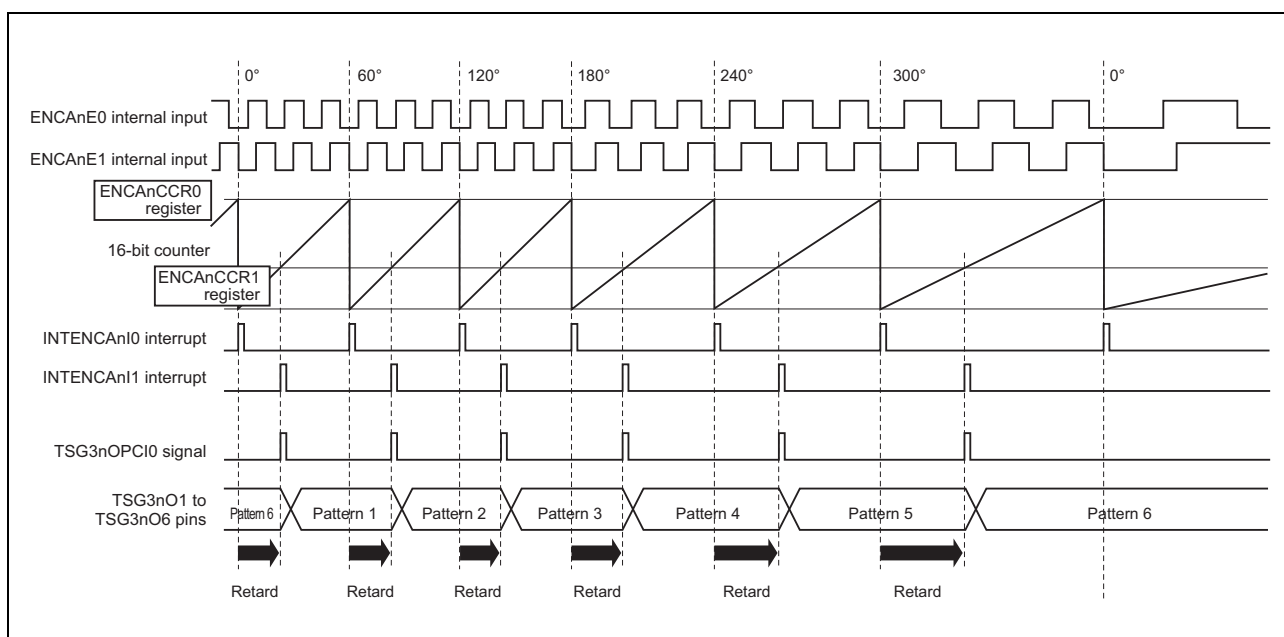 0° 60° 120° 180° 240° 300° 0°
ENCAnE0 internal input
ENCAnE1 internal input
ENCAnCCR0
register
16-bit counter
ENCAnCCR1
register
INTENCAnI0 interrupt
INTENCAnI1 interrupt
TSG3nOPCI0 signal
TSG3nO1 to
TSG3nO6 pins
Pattern 6 Pattern 1 Pattern 2 Pattern 3 Pattern 4 Pattern 5 Pattern 6
Retard Retard Retard Retard Retard Retard